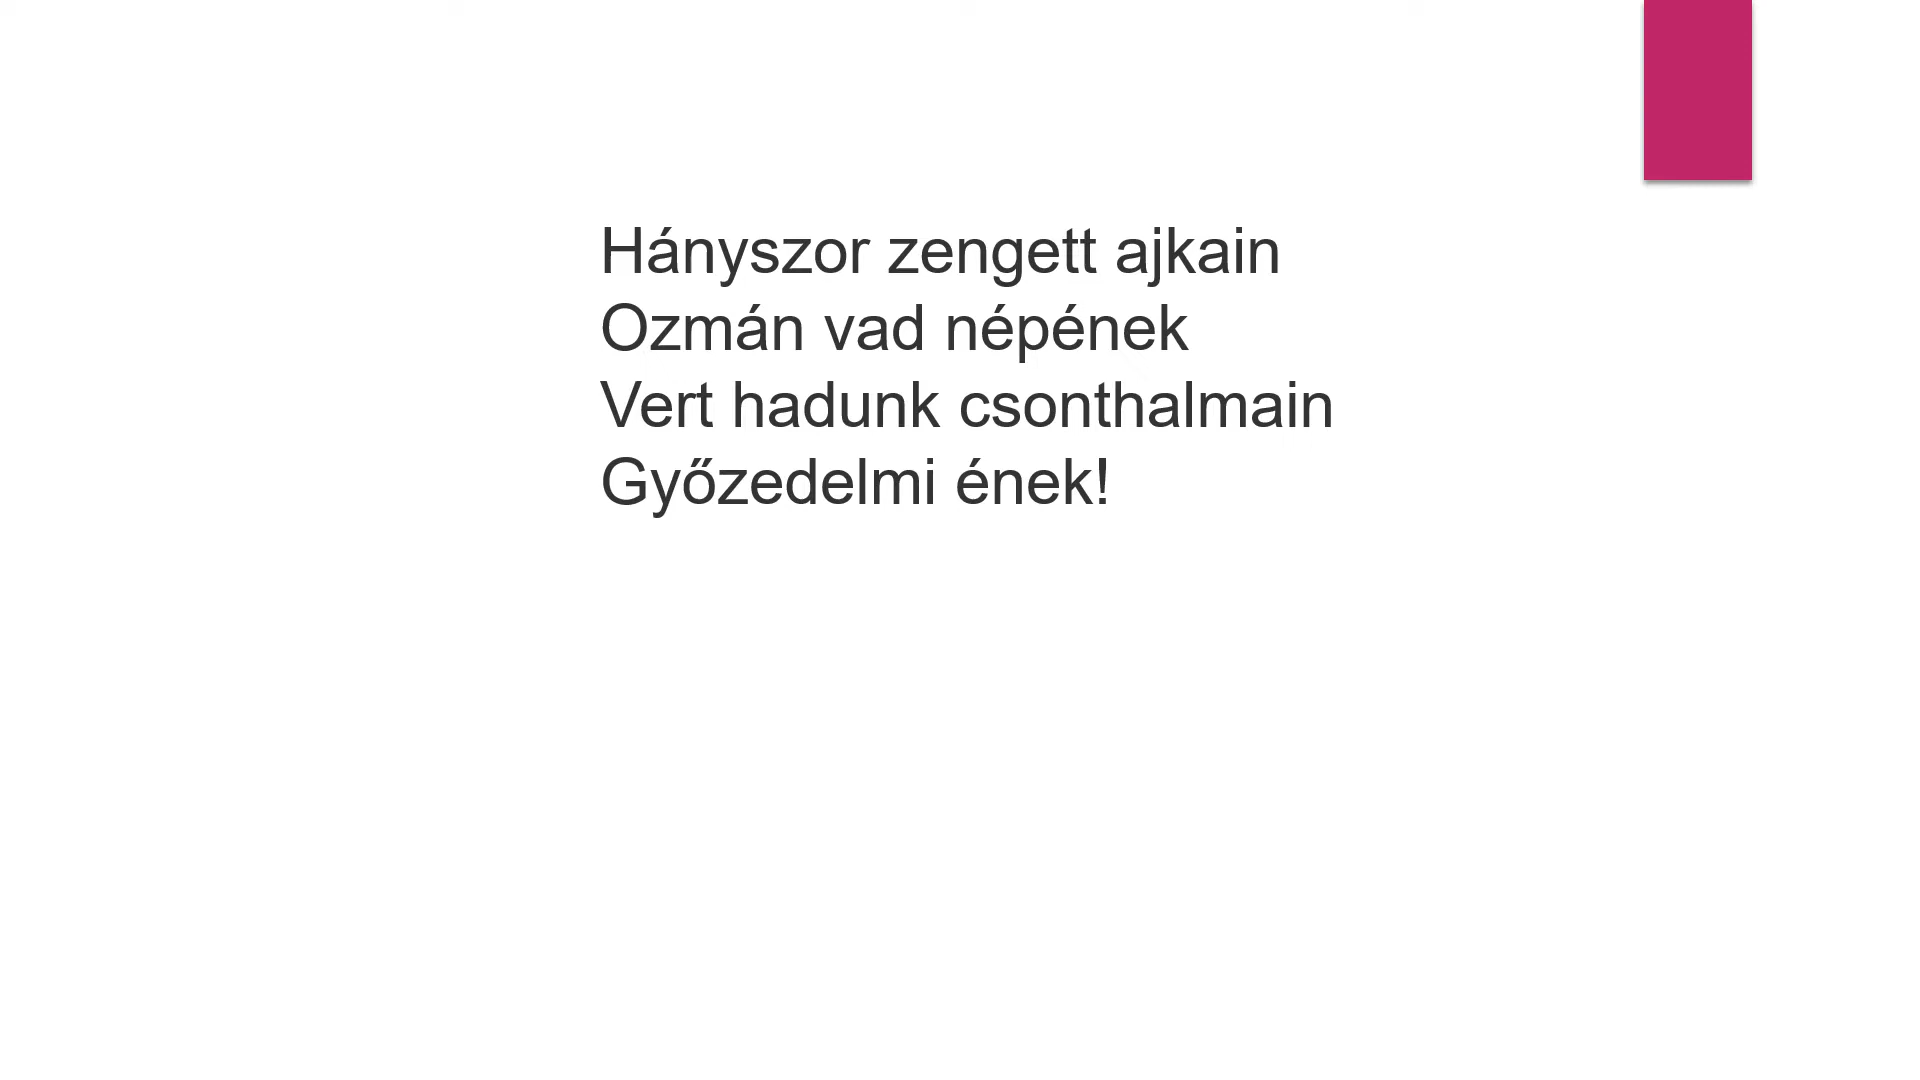 Hányszor zengett ajkain
Ozmán vad népének
Vert hadunk csonthalmain
Győzedelmi ének!